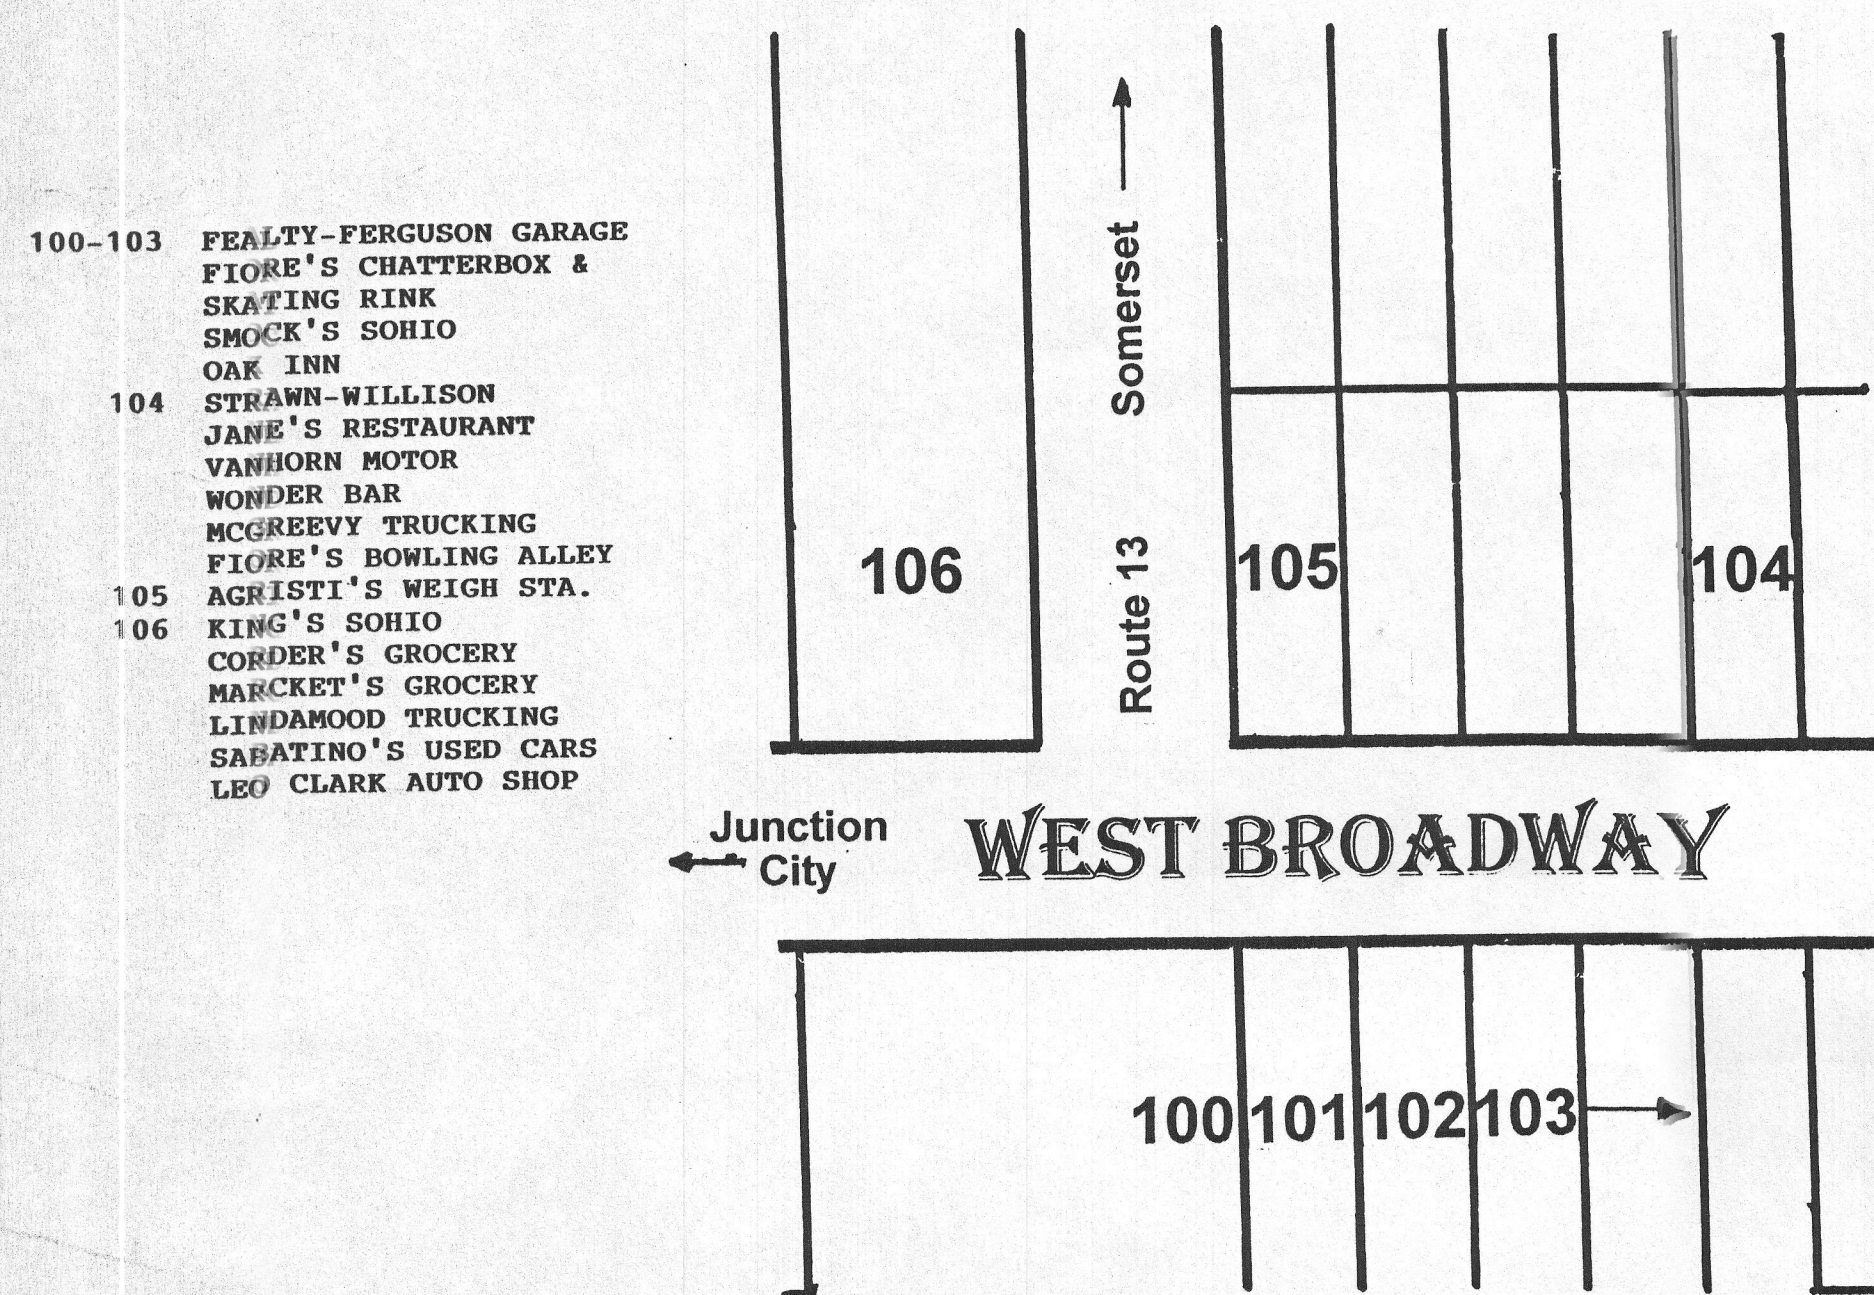 100-103 FEALTY-FERGUSON GARAGE
FIORE'S CHATTERBOX &
SKATING RINK
SMOCK'S SOHIO
OAK INN
104 STRAWN-WILLISON
JANE'S RESTAURANT
VANHORN MOTOR
WONDER BAR
MCGREEVY TRUCKING
FIORE'S BOWLING ALLEY
105 AGRISTI'S WEIGH STA.
106 KING'S SOHIO
CORDER'S GROCERY
MARCKET'S GROCERY
LINDAMOOD TRUCKING
SABATINO'S USED CARS
LEO CLARK AUTO SHOP
Route 13 Somerset
106
105
104
Junction
City
WEST BROADWAY
100 101 102 103